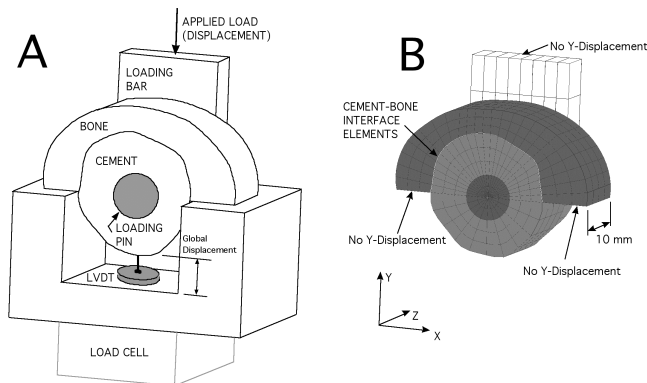 A
APPLIED LOAD
(DISPLACEMENT)
LOADING
BAR
BONE
CEMENT
LOADING
PIN
Global
Displacement
LVDT
LOAD CELL
B
No Y-Displacement
CEMENT-BONE
INTERFACE
ELEMENTS
No Y-Displacement
10 mm
No Y-Displacement
Y
Z
X